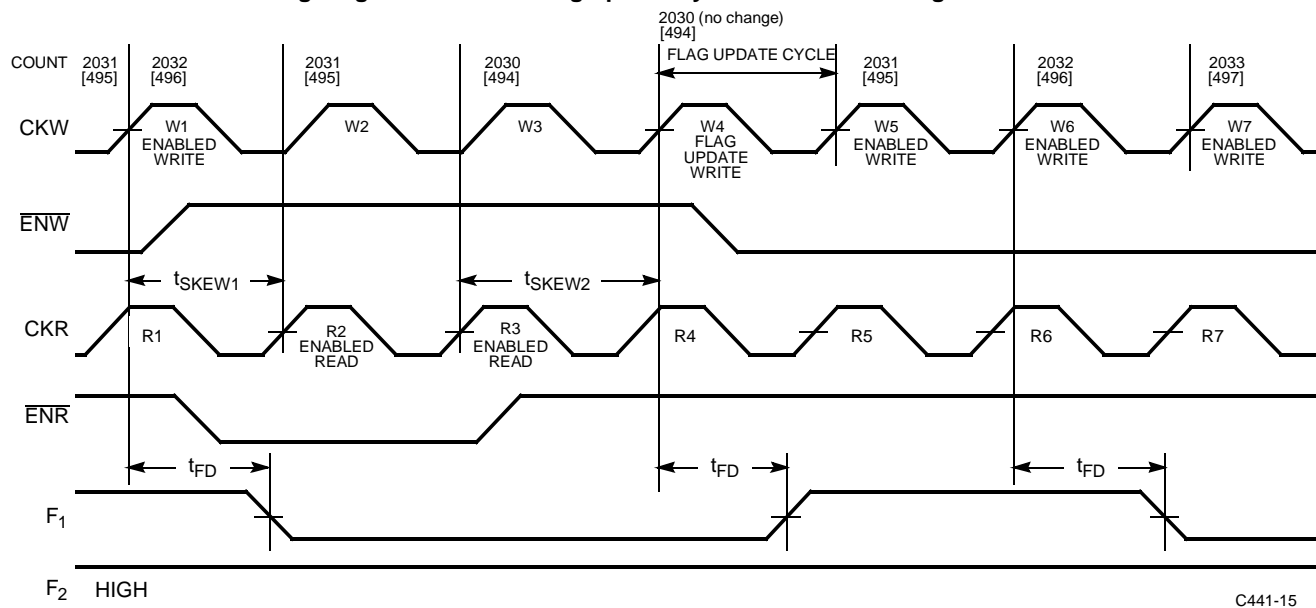 2030 (no change)
[494]
FLAG UPDATE CYCLE
COUNT
2031
[495]
2032
[496]
2031
[495]
2030
[494]
2031
[495]
2032
[496]
2033
[497]
CKW
W1
ENABLED
WRITE
W2
W3
W4
FLAG
UPDATE
WRITE
W5
ENABLED
WRITE
W6
ENABLED
WRITE
W7
ENABLED
WRITE
ENW
tSKEW1
tSKEW2
CKR
R1
R2
ENABLED
READ
R3
ENABLED
READ
R4
R5
R6
R7
ENR
tFD
tFD
tFD
F1
F2 HIGH
C441-15